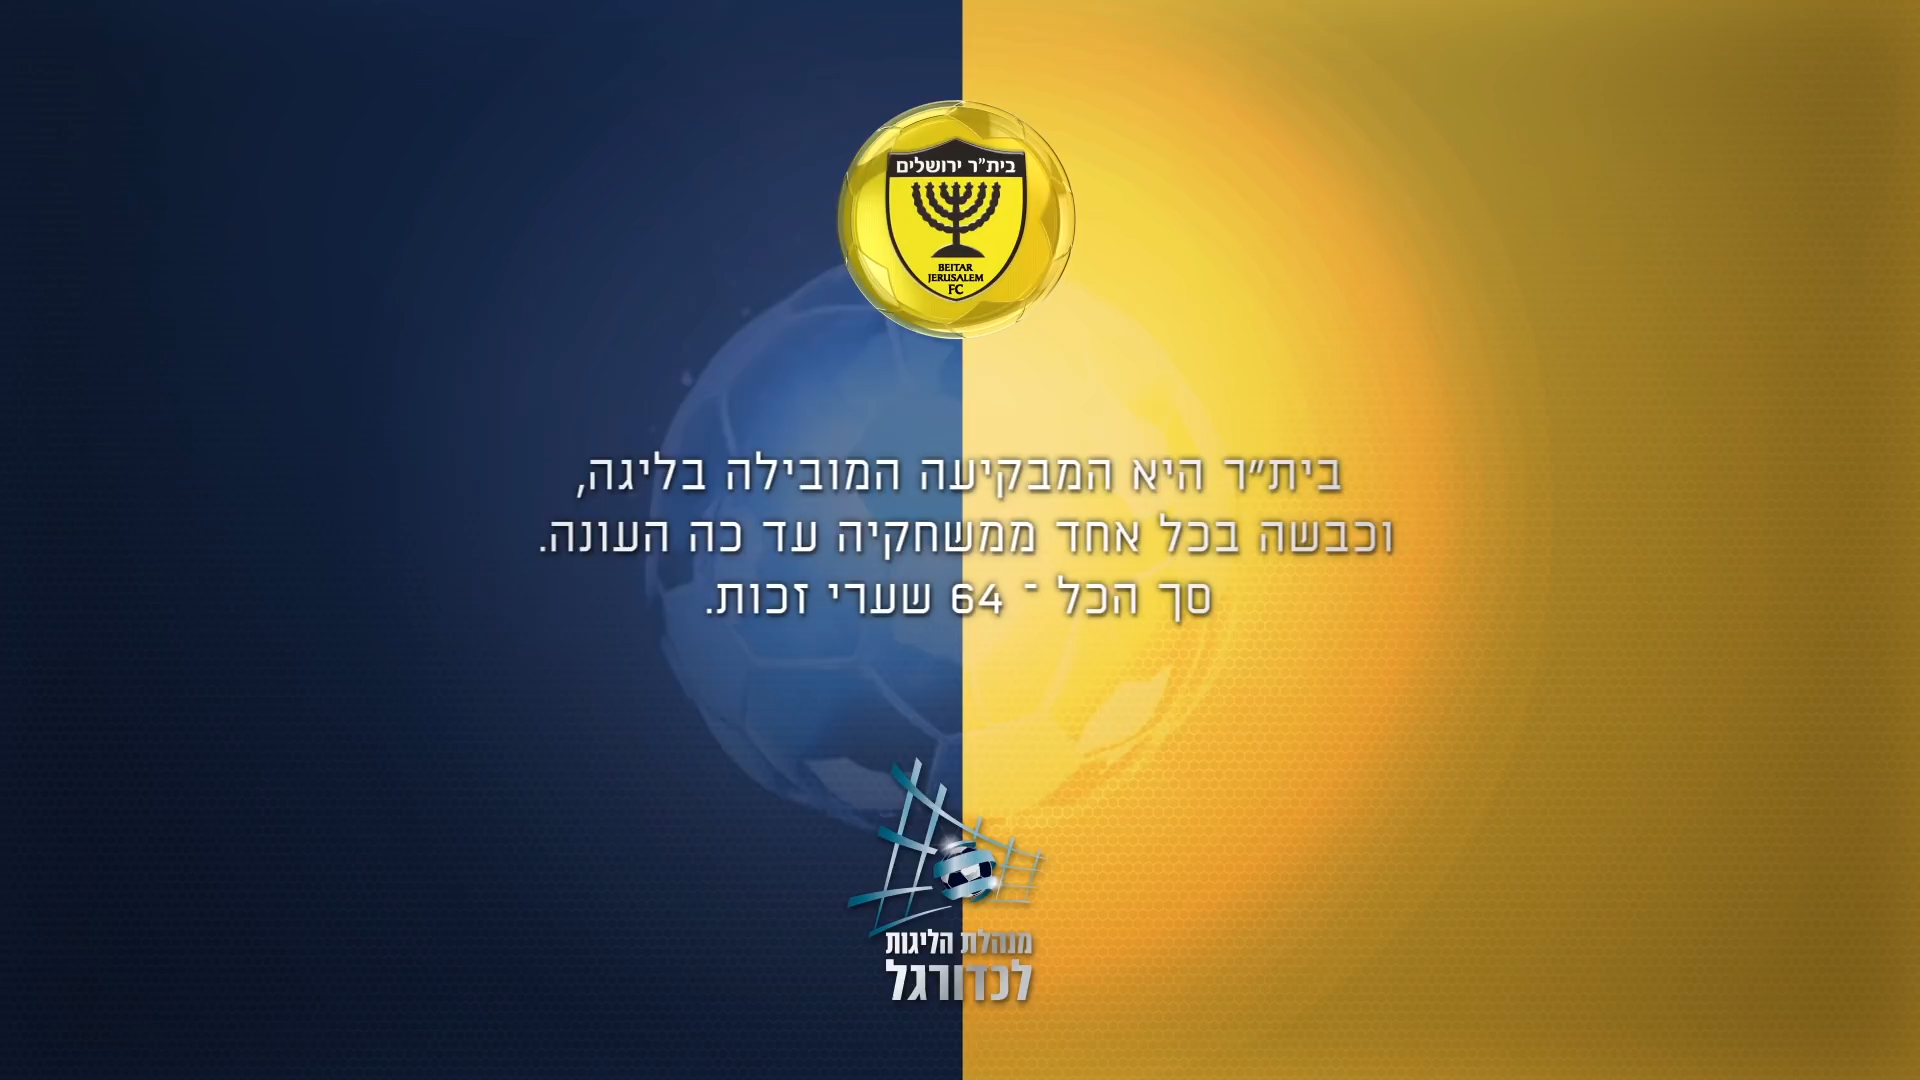 בית"ר ירושלים
BEITAR
JERUSALEM
FC
בית"ר היא המבקיעה המובילה בליגה,
וכבשה בכל אחד ממשחקיה עד כה העונה.
סך הכל - 64 שערי זכות.
מנהלת הליגות
לכדורגל